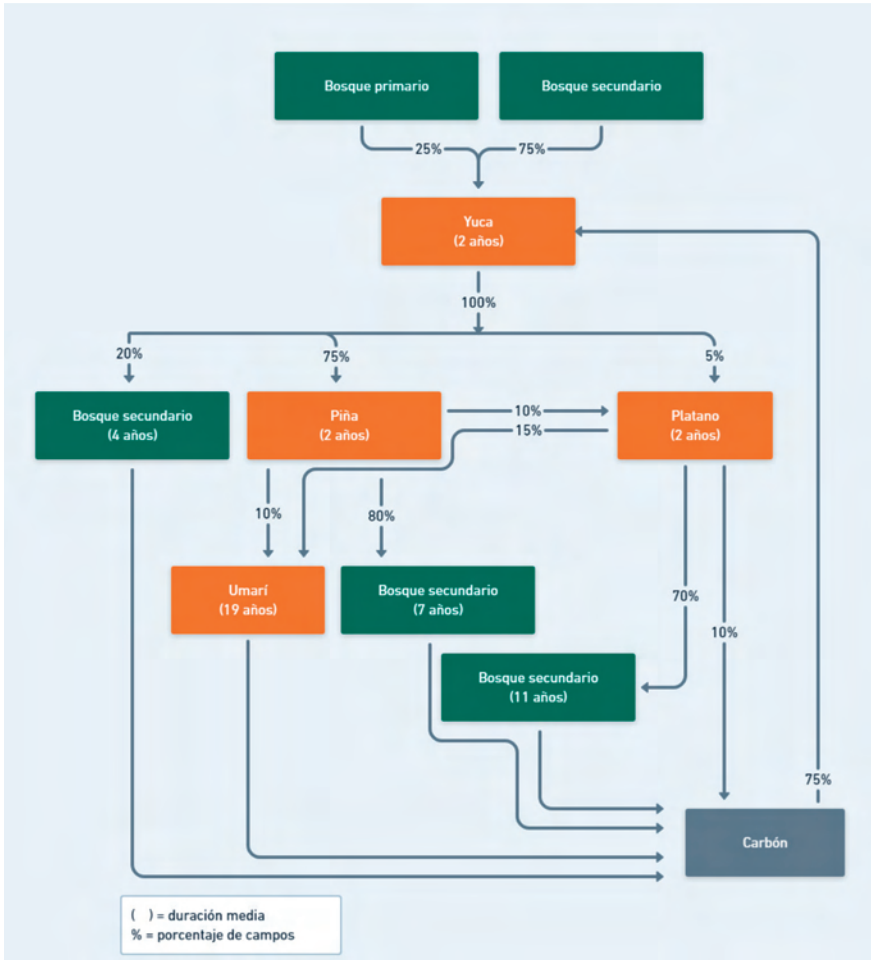 Bosque primario
Bosque secundario
25%
75%
Yuca
(2 años)
100%
20%
75%
5%
Bosque secundario
(4 años)
Piña
(2 años)
10%
15%
Platano
(2 años)
10%
80%
Umarí
(19 años)
Bosque secundario
(7 años)
70%
10%
Bosque secundario
(11 años)
75%
Carbón
( ) = duración media
% = porcentaje de campos